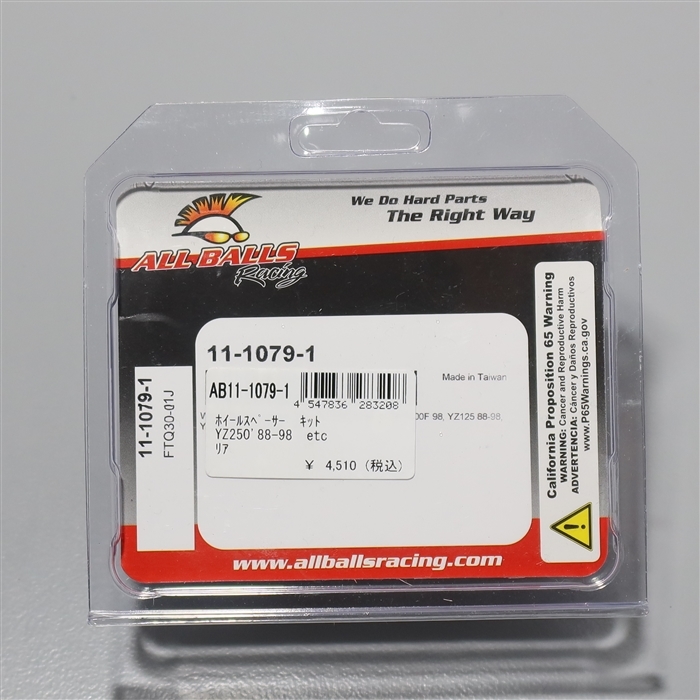 We Do Hard Parts
The Right Way
ALL BALLS
Racing
11-1079-1
Made in Taiwan
AB11-1079-1
4 547836 283208
00F 98, YZ125 88-98,
V
Y
ホイールスペーサー キット
YZ250'88-98 etc
リア
¥ 4,510 (税込)
11-1079-1
FTQ30-01J
California Proposition 65 Warning
WARNING: Cancer and Reproductive Harm
ADVERTENCIA: Cáncer y Daños Reproductivos
www.P65Warnings.ca.gov
www.allballsracing.com